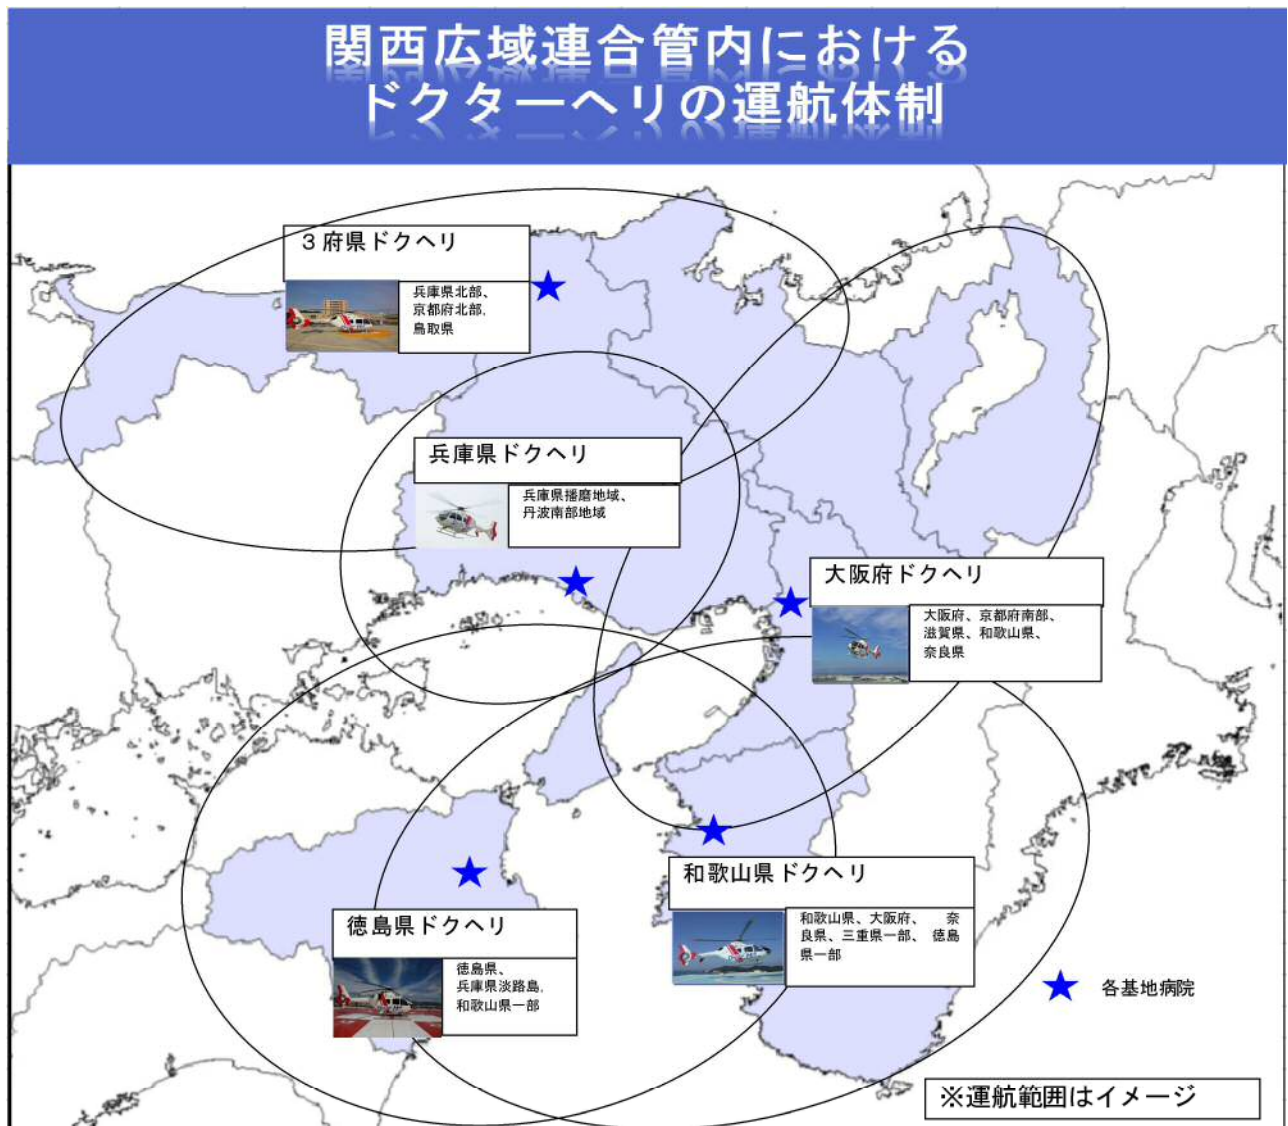 関西広域連合管内における
ドクターヘリの運航体制
3府県ドクヘリ
兵庫県北部、
京都府北部、
鳥取県
兵庫県ドクヘリ
兵庫県播磨地域、
丹波南部地域
大阪府ドクヘリ
大阪府、京都府南部、
滋賀県、和歌山県、
奈良県
和歌山県ドクヘリ
和歌山県、大阪府、 奈
良県、三重県一部、 徳島
県一部
徳島県ドクヘリ
徳島県、
兵庫県淡路島、
和歌山県一部
各基地病院
※運航範囲はイメージ